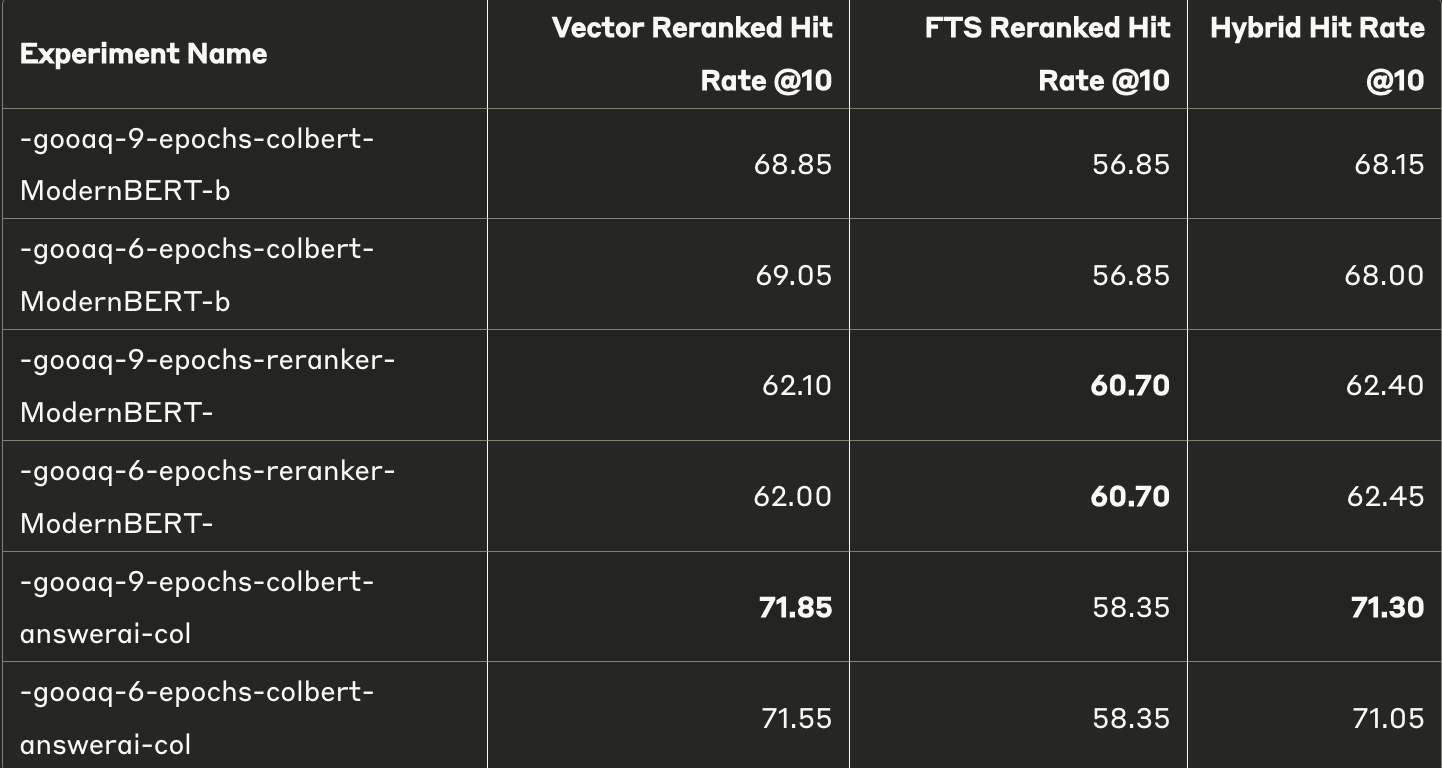 Experiment Name
Vector Reranked Hit
Rate @10
FTS Reranked Hit
Rate @10
Hybrid Hit Rate
@10
-gooaq-9-epochs-colbert-
ModernBERT-b
68.85
56.85
68.15
-gooaq-6-epochs-colbert-
ModernBERT-b
69.05
56.85
68.00
-gooaq-9-epochs-reranker-
ModernBERT-
62.10
60.70
62.40
-gooaq-6-epochs-reranker-
ModernBERT-
62.00
60.70
62.45
-gooaq-9-epochs-colbert-
answerai-col
71.85
58.35
71.30
-gooaq-6-epochs-colbert-
answerai-col
71.55
58.35
71.05